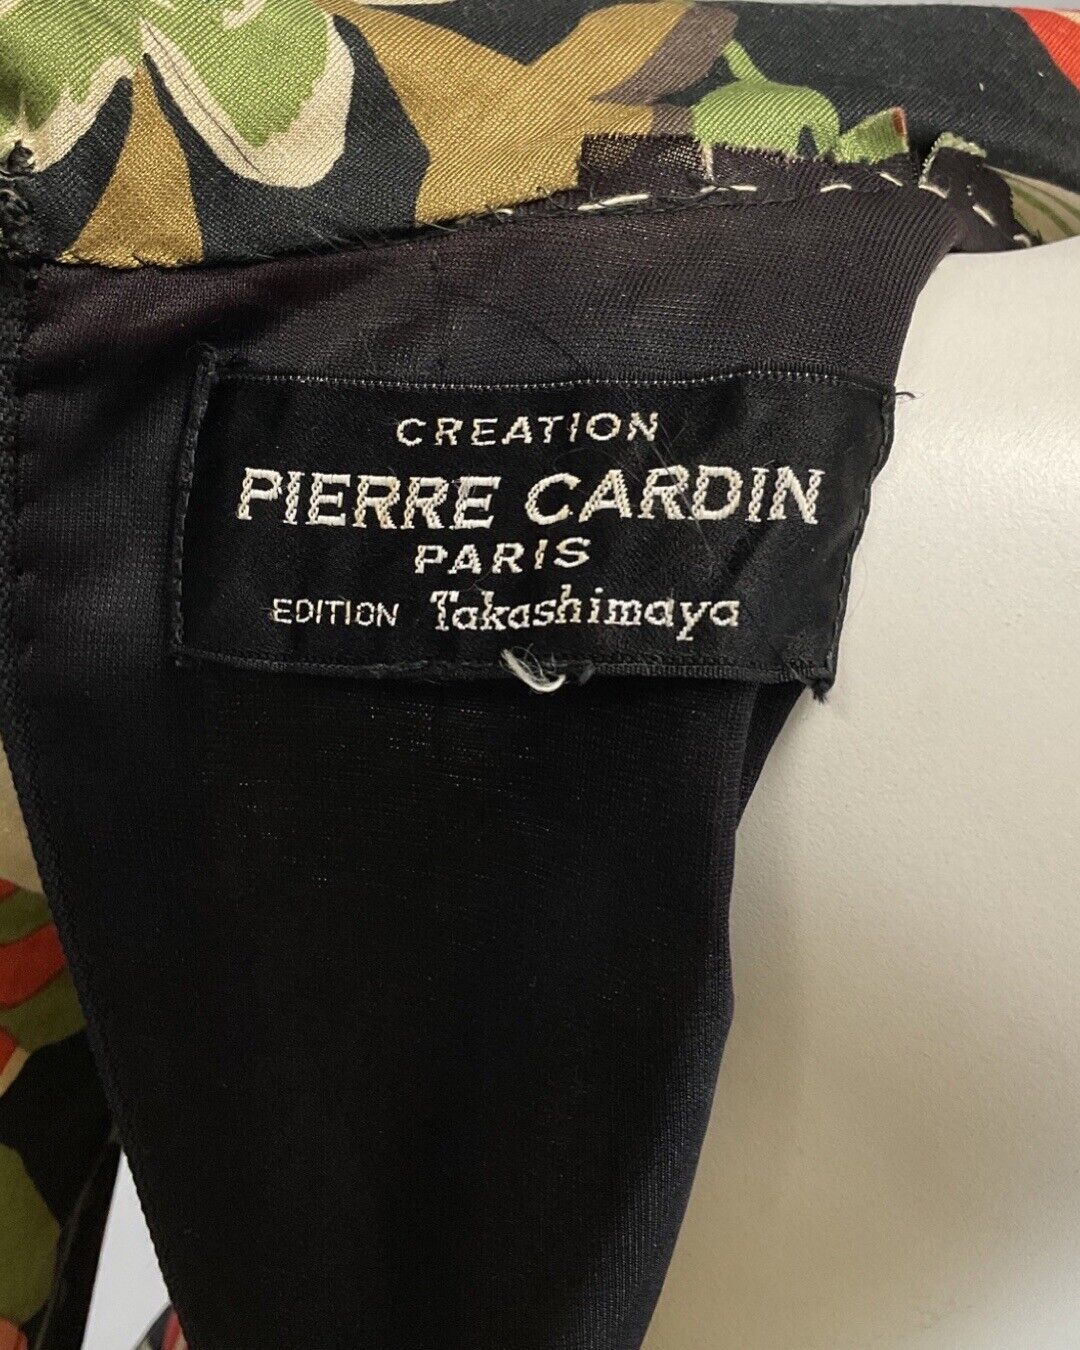 CREATION
PIERRE CARDIN
PARIS
EDITION Takashimaya